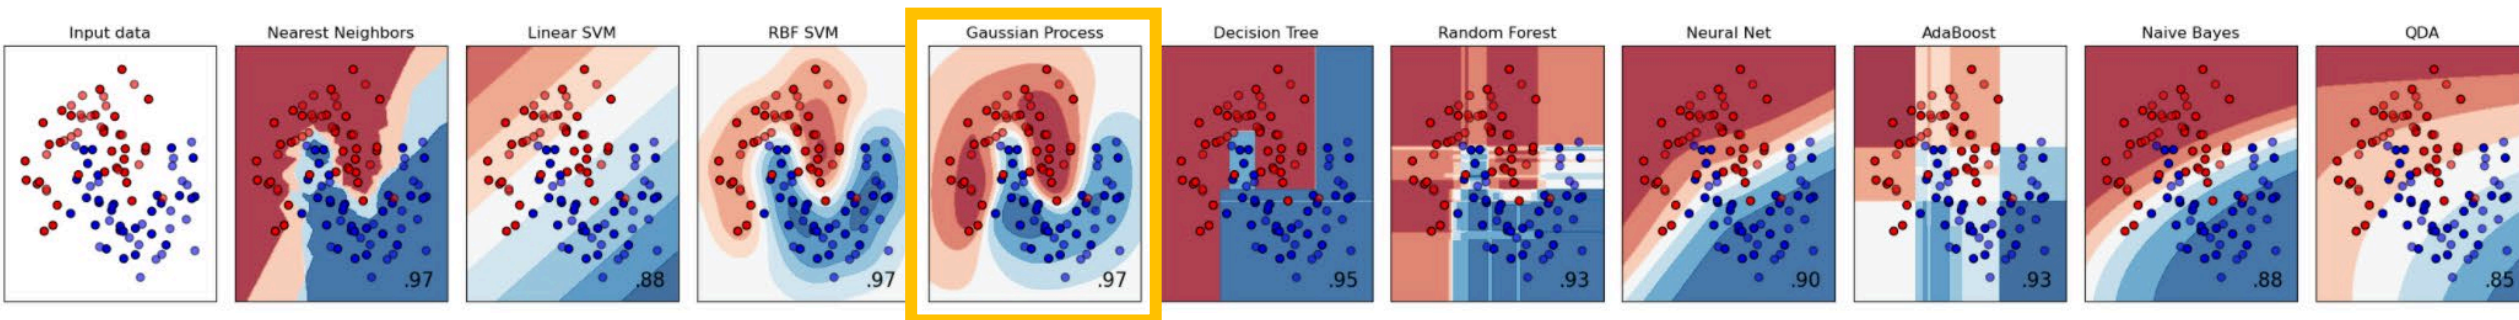 Input data
Nearest Neighbors
Linear SVM
RBF SVM
Gaussian Process
Decision Tree
Random Forest
Neural Net
AdaBoost
Naive Bayes
QDA
.97
.88
.97
.97
.95
.93
.90
.93
.88
.85